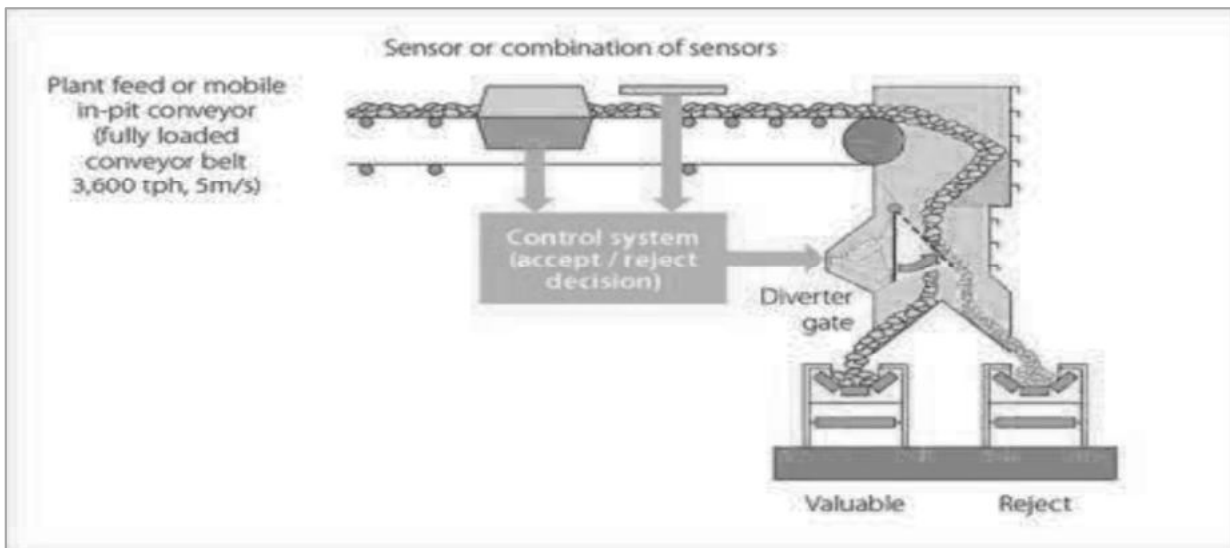 Sensor or combination of sensors
Plant feed or mobile
in-pit conveyor
(fully loaded
conveyor belt
3,600 tph, 5m/s)
Control system
(accept / reject
decision)
Diverter
gate
Valuable
Reject